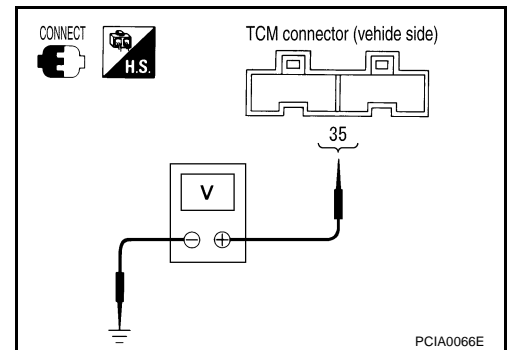 CONNECT
H.S.
TCM connector (vehide side)
35
V
− +
PCIA0066E